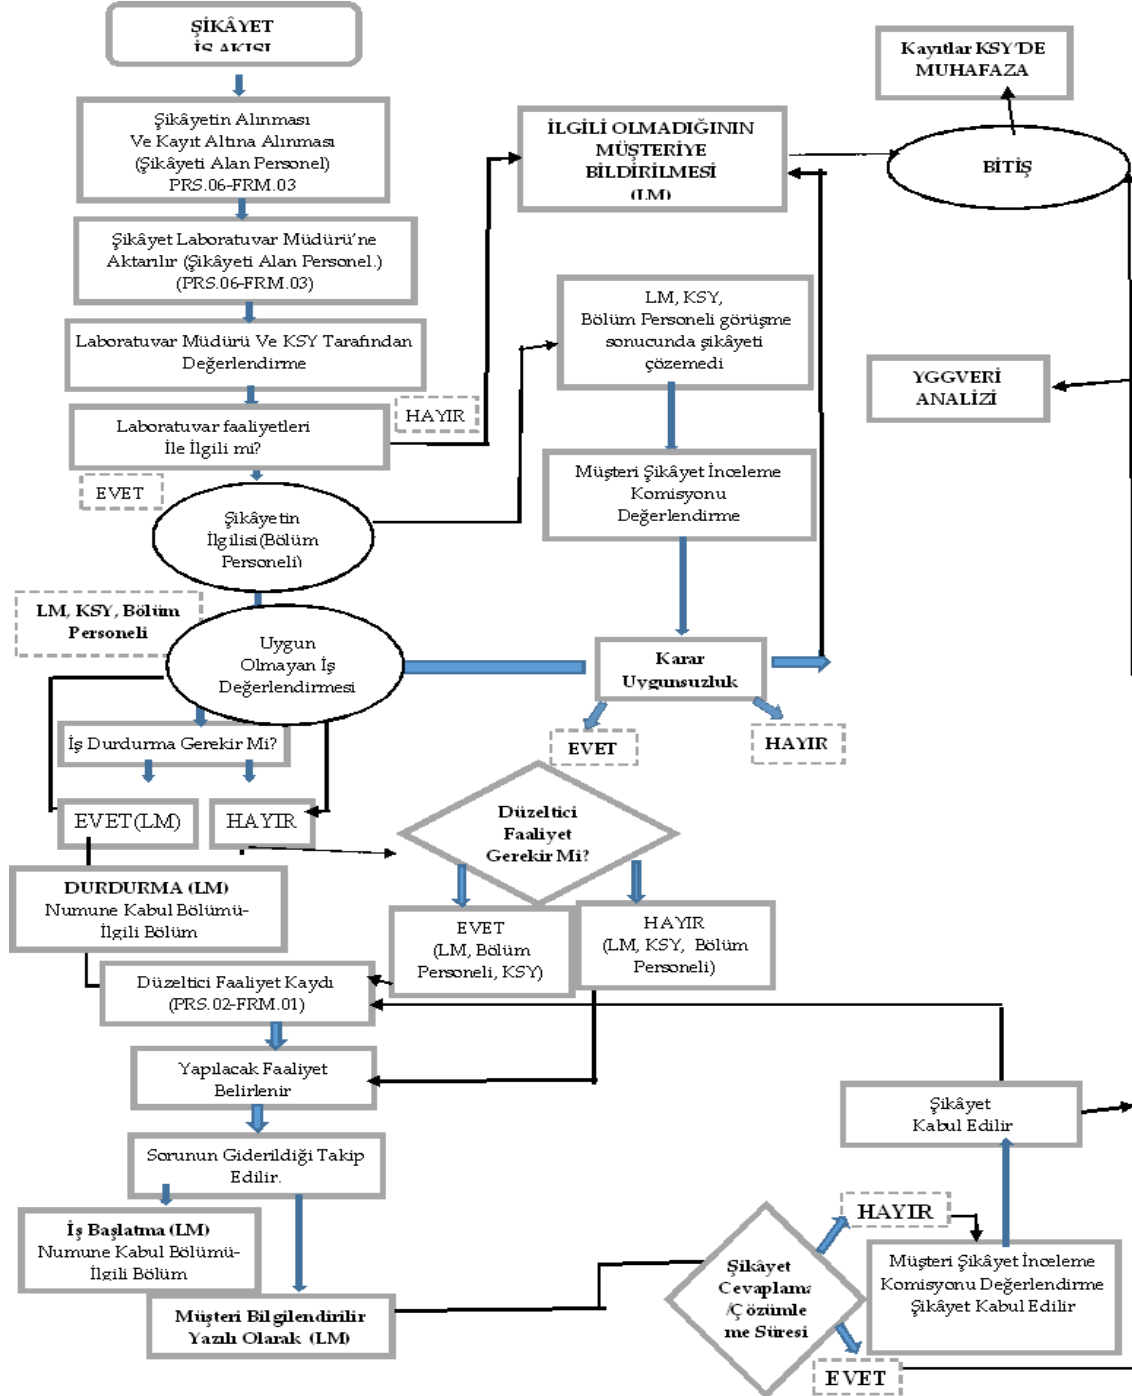 ŞİKÂYET
İŞ AKIŞI
Kayıtlar KSY'DE
MUHAFAZA
Şikâyetin Alınması
Ve Kayıt Altına Alınması
(Şikâyeti Alan Personel)
PRS.06-FRM.03
İLGİLİ OLMADIĞININ
MÜŞTERİYE
BİLDİRİLMESİ
(LM)
BİTİŞ
Şikâyet Laboratuvar Müdürü'ne
Aktarılır (Şikâyeti Alan Personel.)
(PRS.06-FRM.03)
LM, KSY,
Bölüm Personeli görüşme
sonucunda şikâyeti
çözemedi
Laboratuvar Müdürü Ve KSY Tarafından
Değerlendirme
YGGVERİ
ANALİZİ
HAYIR
Laboratuvar faaliyetleri
İle İlgili mi?
EVET
Müşteri Şikâyet İnceleme
Komisyonu
Değerlendirme
Şikâyetin
İlgilisi(Bölüm
Personeli)
LM, KSY, Bölüm
Personeli
Uygun
Olmayan İş
Değerlendirmesi
Karar
Uygunsuzluk
EVET
HAYIR
İş Durdurma Gerekir Mi?
EVET(LM)
HAYIR
Düzeltici
Faaliyet
Gerekir Mi?
DURDURMA (LM)
Numune Kabul Bölümü-
İlgili Bölüm
EVET
(LM, Bölüm
Personeli, KSY)
HAYIR
(LM, KSY, Bölüm
Personeli)
Düzeltici Faaliyet Kaydı
(PRS.02-FRM.01)
Yapılacak Faaliyet
Belirlenir
Şikâyet
Kabul Edilir
Sorunun Giderildiği Takip
Edilir.
HAYIR
İş Başlatma (LM)
Numune Kabul Bölümü-
İlgili Bölüm
Şikâyet
Cevaplama
/Çözümle
me Süresi
Müşteri Şikâyet İnceleme
Komisyonu Değerlendirme
Şikâyet Kabul Edilir
Müşteri Bilgilendirilir
Yazılı Olarak (LM)
EVET